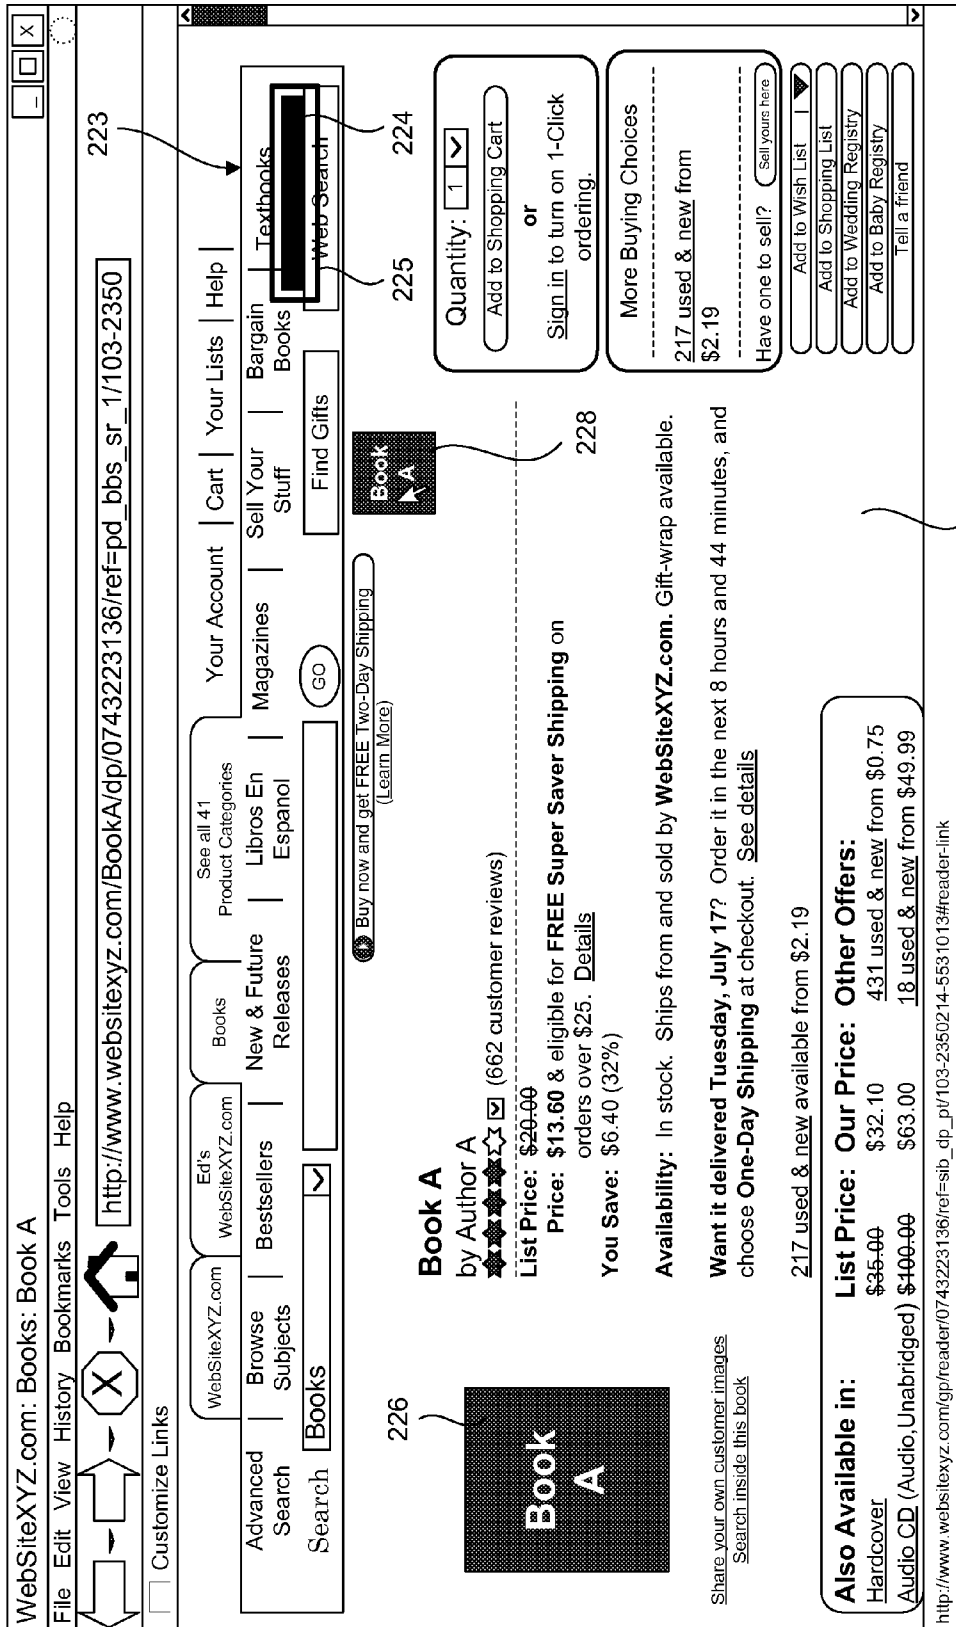 WebSiteXYZ.com: Books: Book A
_ X
File Edit View History Bookmarks Tools Help
X
http://www.websitexyz.com/BookA/dp/0743223136/ref=pd_bbs_sr_1/103-2350
Customize Links
223
WebSiteXYZ.com
Ed's
WebSiteXYZ.com
Books
See all 41
Product Categories
Your Account | Cart | Your Lists | Help |
Advanced
Search
Browse
Subjects
Bestsellers
New & Future
Releases
Libros En
Espanol
Magazines
Sell Your
Stuff
Bargain
Books
Textbooks
Search
Books
GO
Find Gifts
Web Search
Buy now and get FREE Two-Day Shipping
(Learn More)
Book
A
225
224
226
228
Book
A
Share your own customer images
Search inside this book
Book A
by Author A
(662 customer reviews)
List Price: $20.00
Price: $13.60 & eligible for FREE Super Saver Shipping on
orders over $25. Details
You Save: $6.40 (32%)
Availability: In stock. Ships from and sold by WebSiteXYZ.com. Gift-wrap available.
Want it delivered Tuesday, July 17? Order it in the next 8 hours and 44 minutes, and
choose One-Day Shipping at checkout. See details
217 used & new available from $2.19
Quantity: 1
Add to Shopping Cart
or
Sign in to turn on 1-Click
ordering.
More Buying Choices
217 used & new from
$2.19
Have one to sell? Sell yours here
Add to Wish List |
Add to Shopping List
Add to Wedding Registry
Add to Baby Registry
Tell a friend
Also Available in: List Price: Our Price: Other Offers:
Hardcover $35.00 $32.10 431 used & new from $0.75
Audio CD (Audio,Unabridged) $100.00 $63.00 18 used & new from $49.99
http://www.websitexyz.com/gp/reader/0743223136/ref=sib_dp_pt/103-2350214-5531013#reader-link